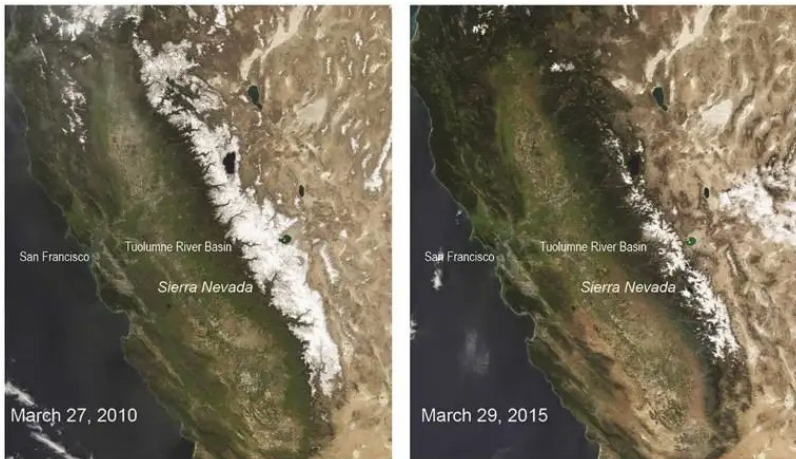 Tuolumne River Basin
San Francisco
Sierra Nevada
March 27, 2010
Tuolumne River Basin
San Francisco
Sierra Nevada
March 29, 2015